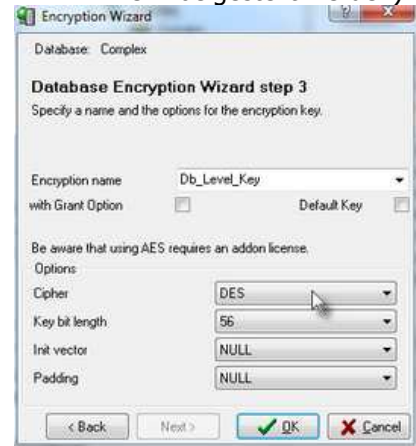 Encryption Wizard
Database: Complex
Database Encryption Wizard step 3
Specify a name and the options for the encryption key.
Encryption name Db_Level_Key
with Grant Option Default Key
Be aware that using AES requires an addon license.
Options
Cipher DES
Key bit length 56
Init vector NULL
Padding NULL
< Back Next > OK Cancel